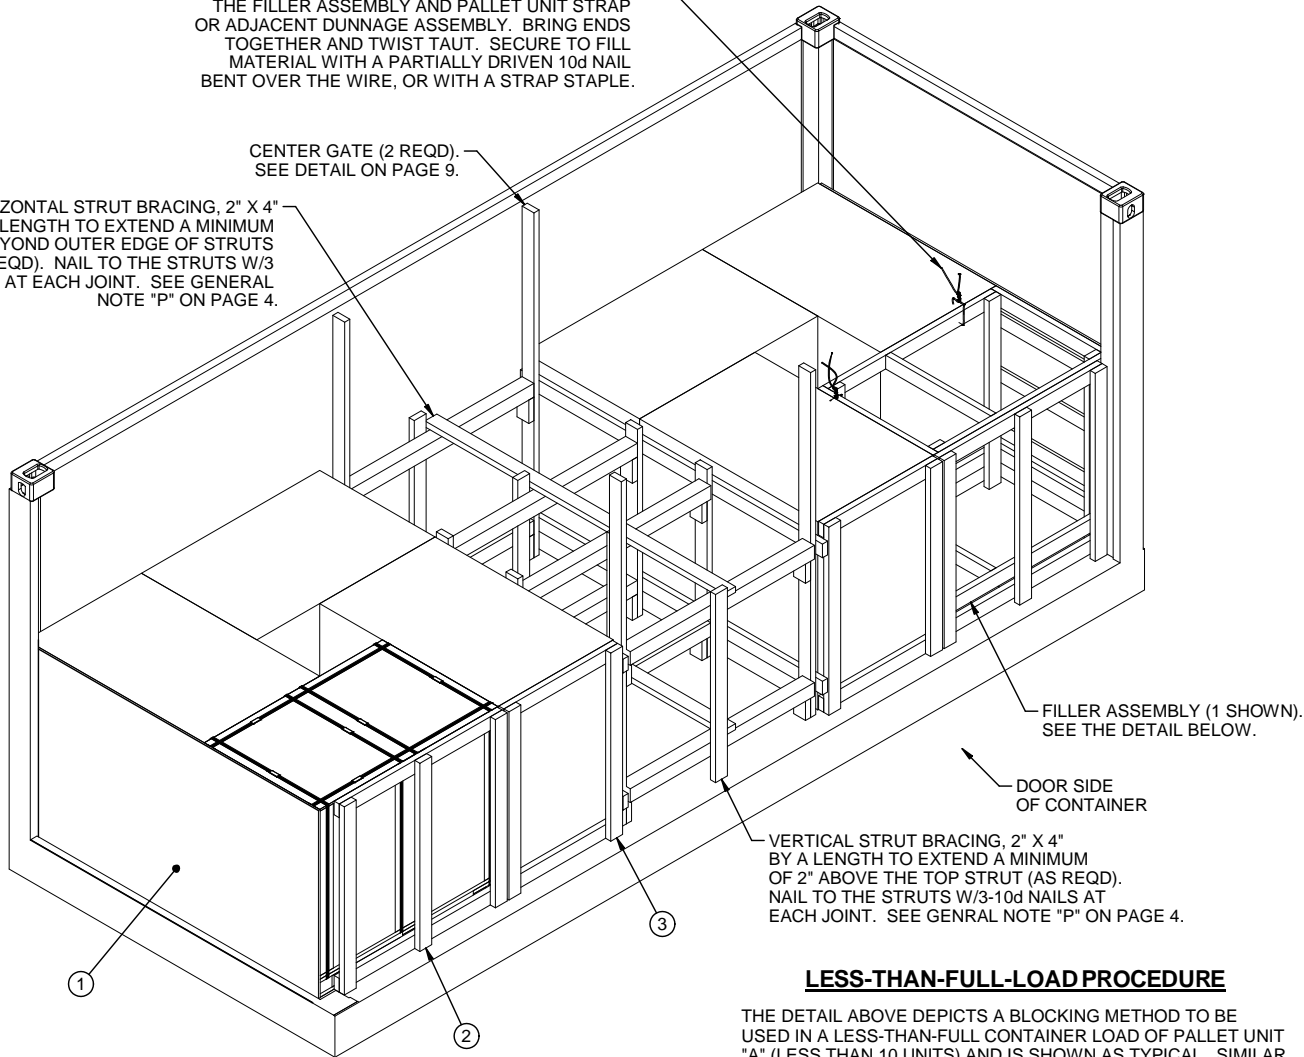 THE FILLER ASSEMBLY AND PALLET UNIT STRAP
OR ADJACENT DUNNAGE ASSEMBLY. BRING ENDS
TOGETHER AND TWIST TAUT. SECURE TO FILL
MATERIAL WITH A PARTIALLY DRIVEN 10d NAIL
BENT OVER THE WIRE, OR WITH A STRAP STAPLE.
CENTER GATE (2 REQD).
SEE DETAIL ON PAGE 9.
ZONTAL STRUT BRACING, 2" X 4"
LENGTH TO EXTEND A MINIMUM
YOND OUTER EDGE OF STRUTS
EQD). NAIL TO THE STRUTS W/3
AT EACH JOINT. SEE GENERAL
NOTE "P" ON PAGE 4.
FILLER ASSEMBLY (1 SHOWN).
SEE THE DETAIL BELOW.
DOOR SIDE
OF CONTAINER
VERTICAL STRUT BRACING, 2" X 4"
BY A LENGTH TO EXTEND A MINIMUM
OF 2" ABOVE THE TOP STRUT (AS REQD).
NAIL TO THE STRUTS W/3-10d NAILS AT
EACH JOINT. SEE GENRAL NOTE "P" ON PAGE 4.
1
2
3
LESS-THAN-FULL-LOAD PROCEDURE
THE DETAIL ABOVE DEPICTS A BLOCKING METHOD TO BE
USED IN A LESS-THAN-FULL CONTAINER LOAD OF PALLET UNIT
"A" (LESS THAN 10 UNITS) AND IS SHOWN AS TYPICAL. SIMILAR